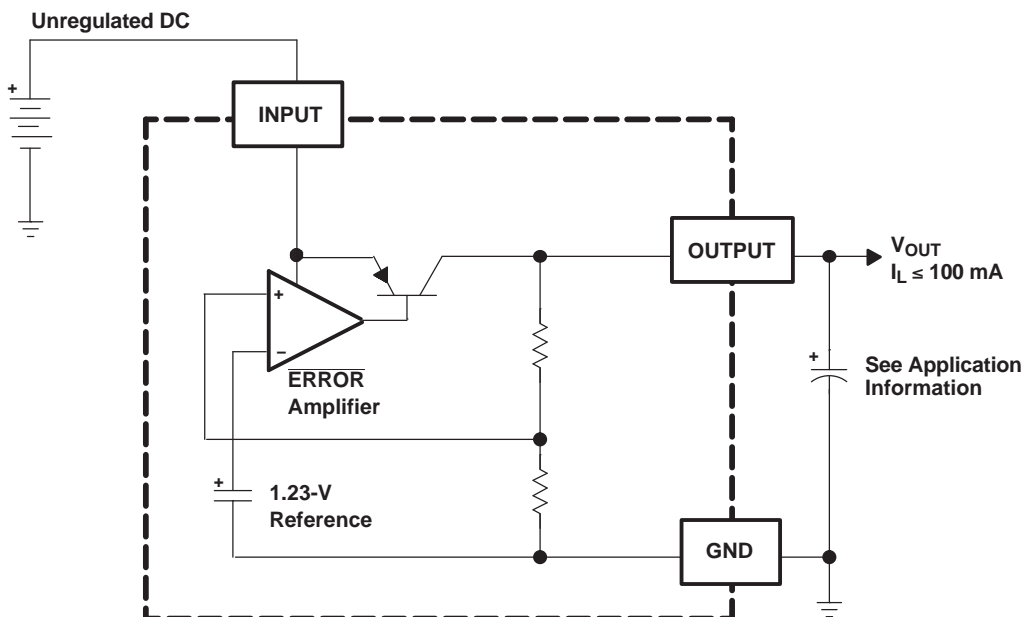 Unregulated DC
+
INPUT
OUTPUT
VOUT
IL ≤ 100 mA
+
−
ERROR
Amplifier
+
See Application
Information
+
1.23-V
Reference
GND